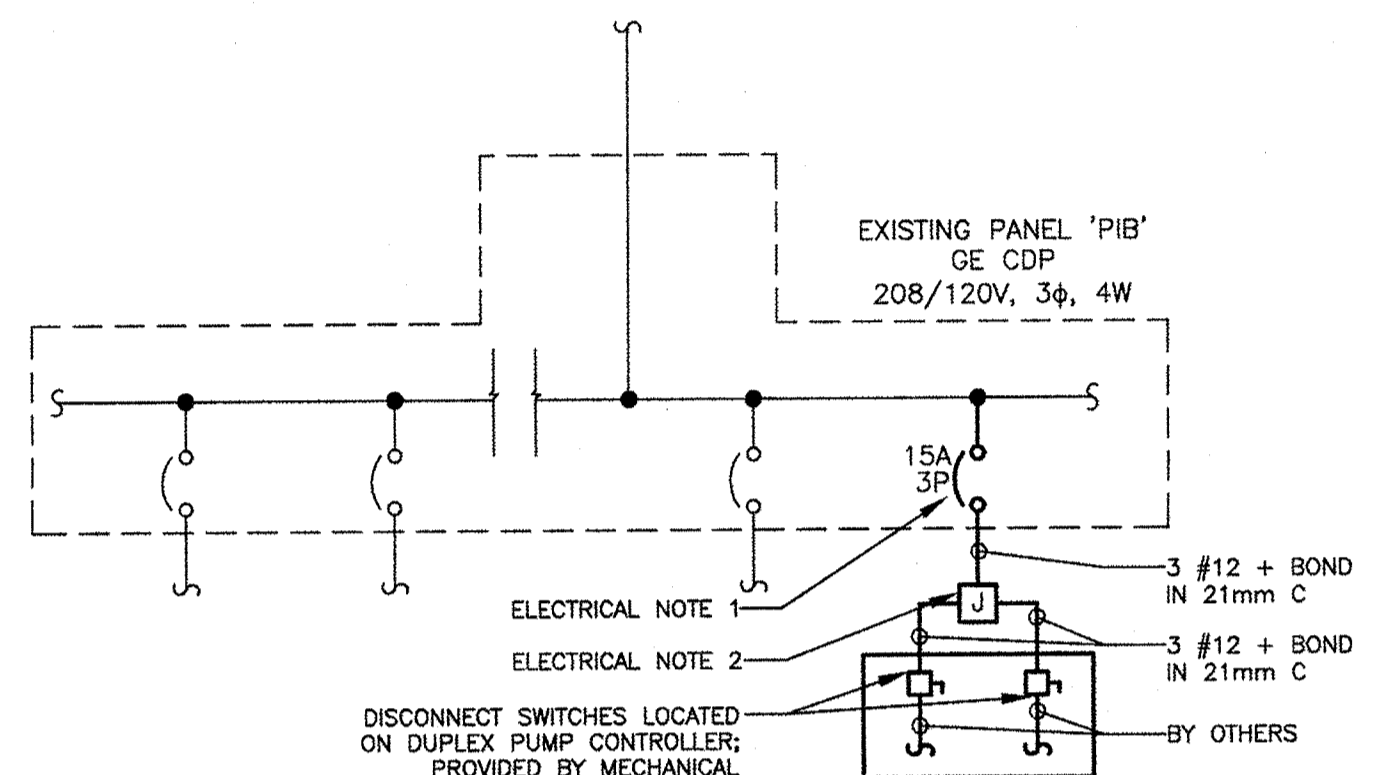 EXISTING PANEL 'PIB'
GE CDP
208/120V, 3ϕ, 4W
15A
3P
3 #12 + BOND
IN 21mm C
ELECTRICAL NOTE 1
J
3 #12 + BOND
IN 21mm C
ELECTRICAL NOTE 2
DISCONNECT SWITCHES LOCATED
ON DUPLEX PUMP CONTROLLER;
PROVIDED BY MECHANICAL
BY OTHERS